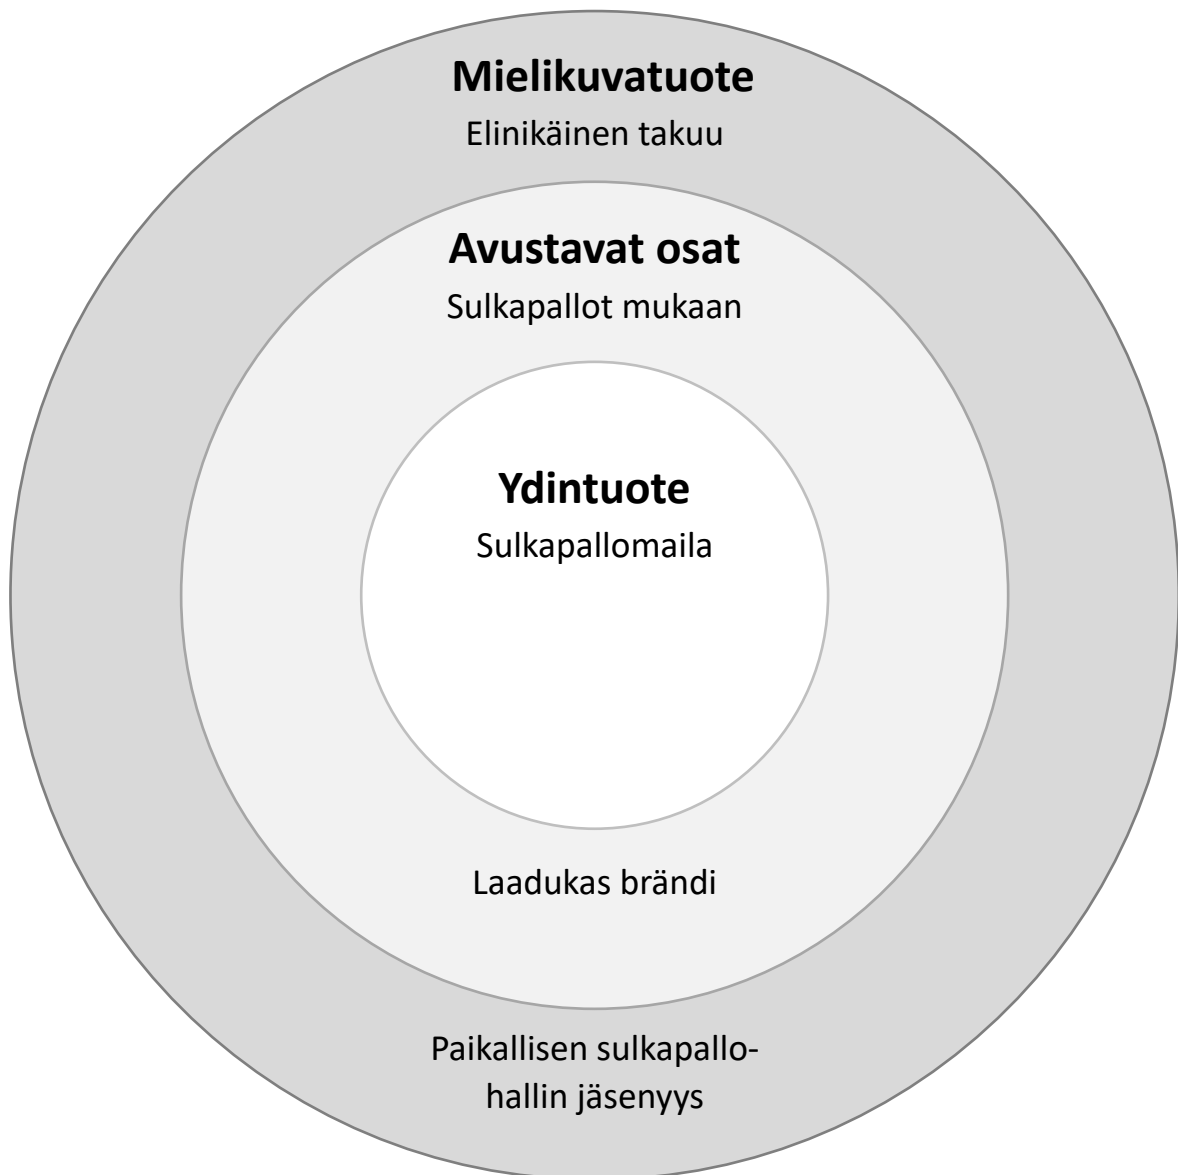 Mielikuvatuote
Elinikäinen takuu
Avustavat osat
Sulkapallot mukaan
Ydintuote
Sulkapallomaila
Laadukas brändi
Paikallisen sulkapallo-
hallin jäsenyys